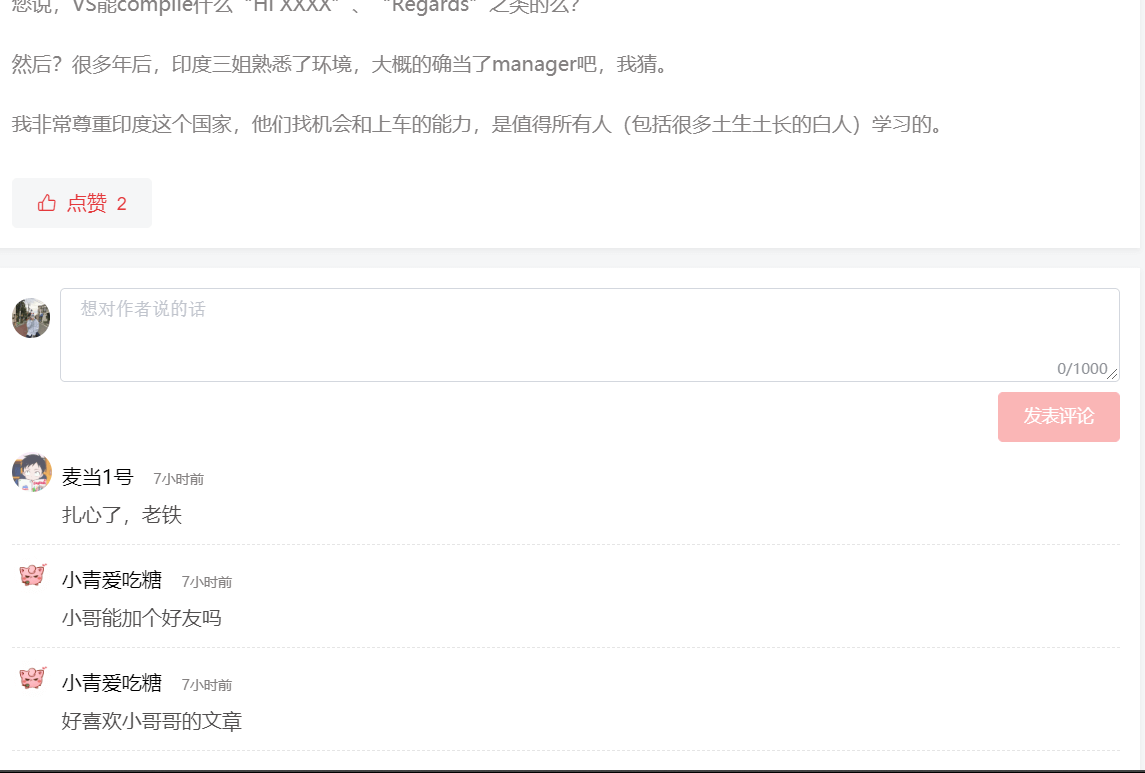 您说，VS能compile什么“Hi XXXX”、“Regards”之类的么？
然后？很多年后，印度三姐熟悉了环境，大概的确当了manager吧，我猜。
我非常尊重印度这个国家，他们找机会和上车的能力，是值得所有人（包括很多土生土长的白人）学习的。
点赞 2
想对作者说的话
0/1000
发表评论
麦当1号 7小时前
扎心了，老铁
小青爱吃糖 7小时前
小哥能加个好友吗
小青爱吃糖 7小时前
好喜欢小哥哥的文章